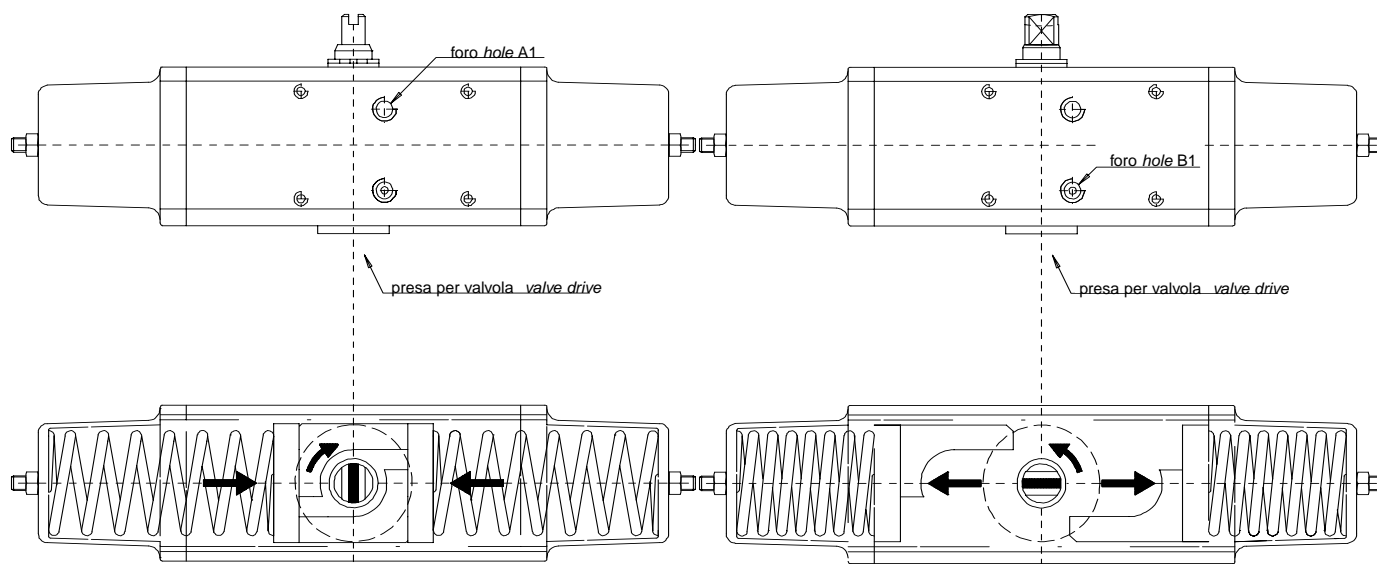 foro hole A1
foro hole B1
presa per valvola valve drive
presa per valvola valve drive